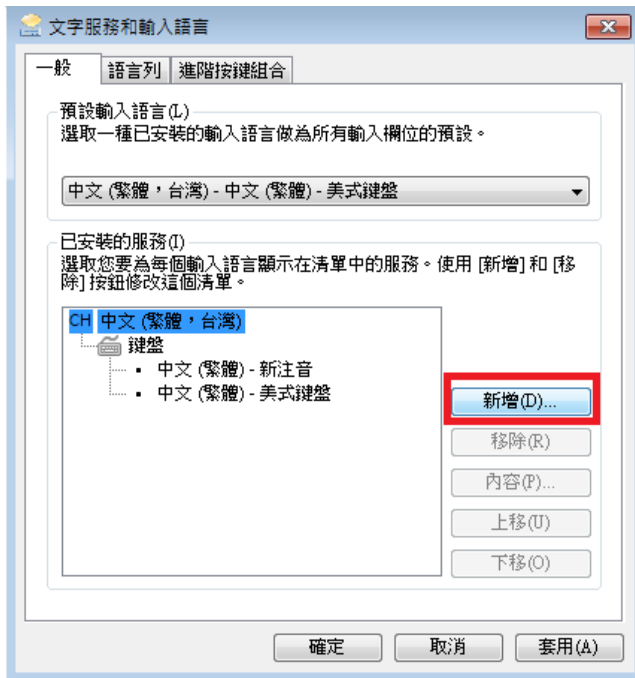 文字服務和輸入語言
一般
語言列
進階按鍵組合
預設輸入語言(L)
選取一種已安裝的輸入語言做為所有輸入欄位的預設。
中文 (繁體，台灣) - 中文 (繁體) - 美式鍵盤
已安裝的服務(I)
選取您要為每個輸入語言顯示在清單中的服務。使用 [新增] 和 [移
除] 按鈕修改這個清單。
CH 中文 (繁體，台灣)
鍵盤
中文 (繁體) - 新注音
中文 (繁體) - 美式鍵盤
新增(D)...
移除(R)
內容(P)...
上移(U)
下移(O)
確定
取消
套用(A)